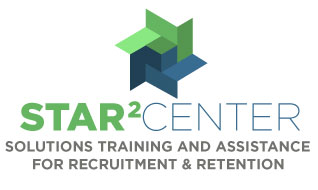 STAR²CENTER
SOLUTIONS TRAINING AND ASSISTANCE
FOR RECRUITMENT & RETENTION